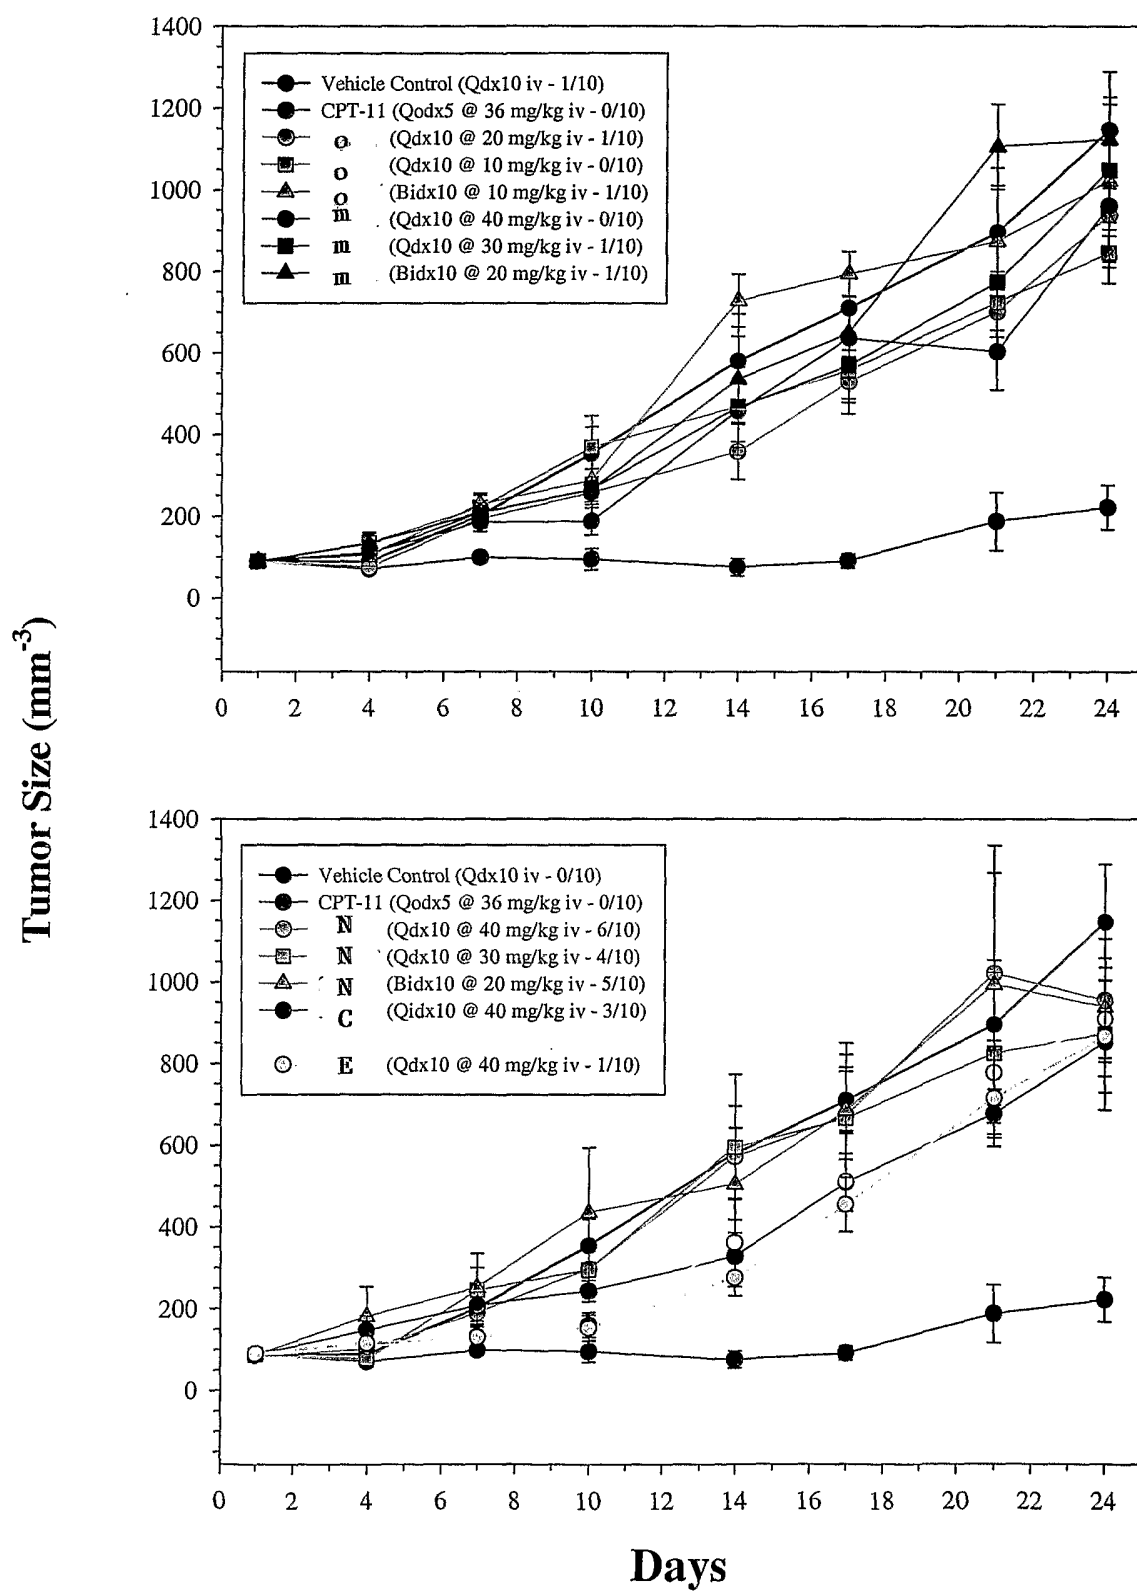 1400
1200
1000
800
600
400
200
0
Vehicle Control (Qdx10 iv - 1/10)
CPT-11 (Qodx5 @ 36 mg/kg iv - 0/10)
o (Qdx10 @ 20 mg/kg iv - 1/10)
o (Qdx10 @ 10 mg/kg iv - 0/10)
o (Bidx10 @ 10 mg/kg iv - 1/10)
m (Qdx10 @ 40 mg/kg iv - 0/10)
m (Qdx10 @ 30 mg/kg iv - 1/10)
m (Bidx10 @ 20 mg/kg iv - 1/10)
0 2 4 6 8 10 12 14 16 18 20 22 24
Tumor Size (mm-3)
1400
1200
1000
800
600
400
200
0
Vehicle Control (Qdx10 iv - 0/10)
CPT-11 (Qodx5 @ 36 mg/kg iv - 0/10)
N (Qdx10 @ 40 mg/kg iv - 6/10)
N (Qdx10 @ 30 mg/kg iv - 4/10)
N (Bidx10 @ 20 mg/kg iv - 5/10)
C (Qidx10 @ 40 mg/kg iv - 3/10)
E (Qdx10 @ 40 mg/kg iv - 1/10)
0 2 4 6 8 10 12 14 16 18 20 22 24
Days